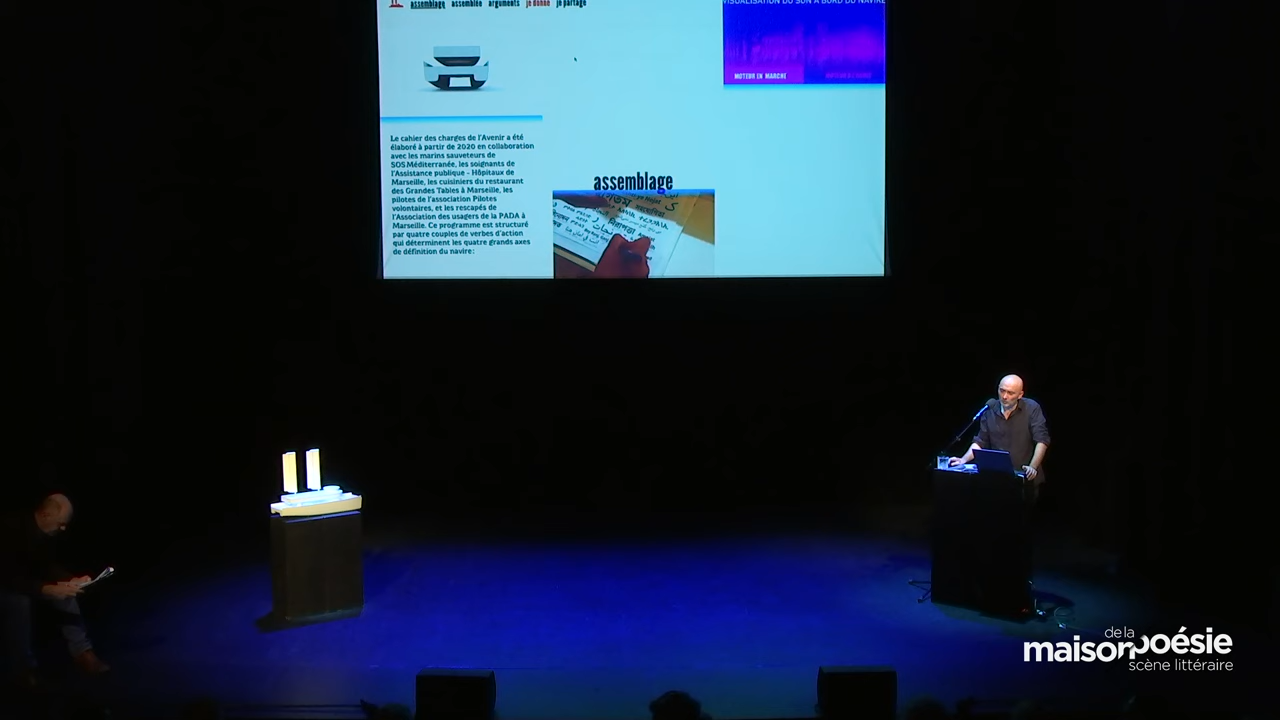 assemblage assemblée arguments je donne je partage
VISUALISATION DU SON À BORD DU NAVIRE
MOTEUR EN MARCHE
Le cahier des charges de l'Avenir a été
élaboré à partir de 2020 en collaboration
avec les marins sauveteurs de
SOS Méditerranée, les soignants de
l'Assistance publique – Hôpitaux de
Marseille, les cuisiniers du restaurant
des Grandes Tables à Marseille, les
pilotes de l'association Pilotes
volontaires, et les rescapés de
l'Association des usagers de la PADA à
Marseille. Ce programme est structuré
par quatre couples de verbes d'action
qui déterminent les quatre grands axes
de définition du navire :
assemblage
maison de la poésie
scène littéraire